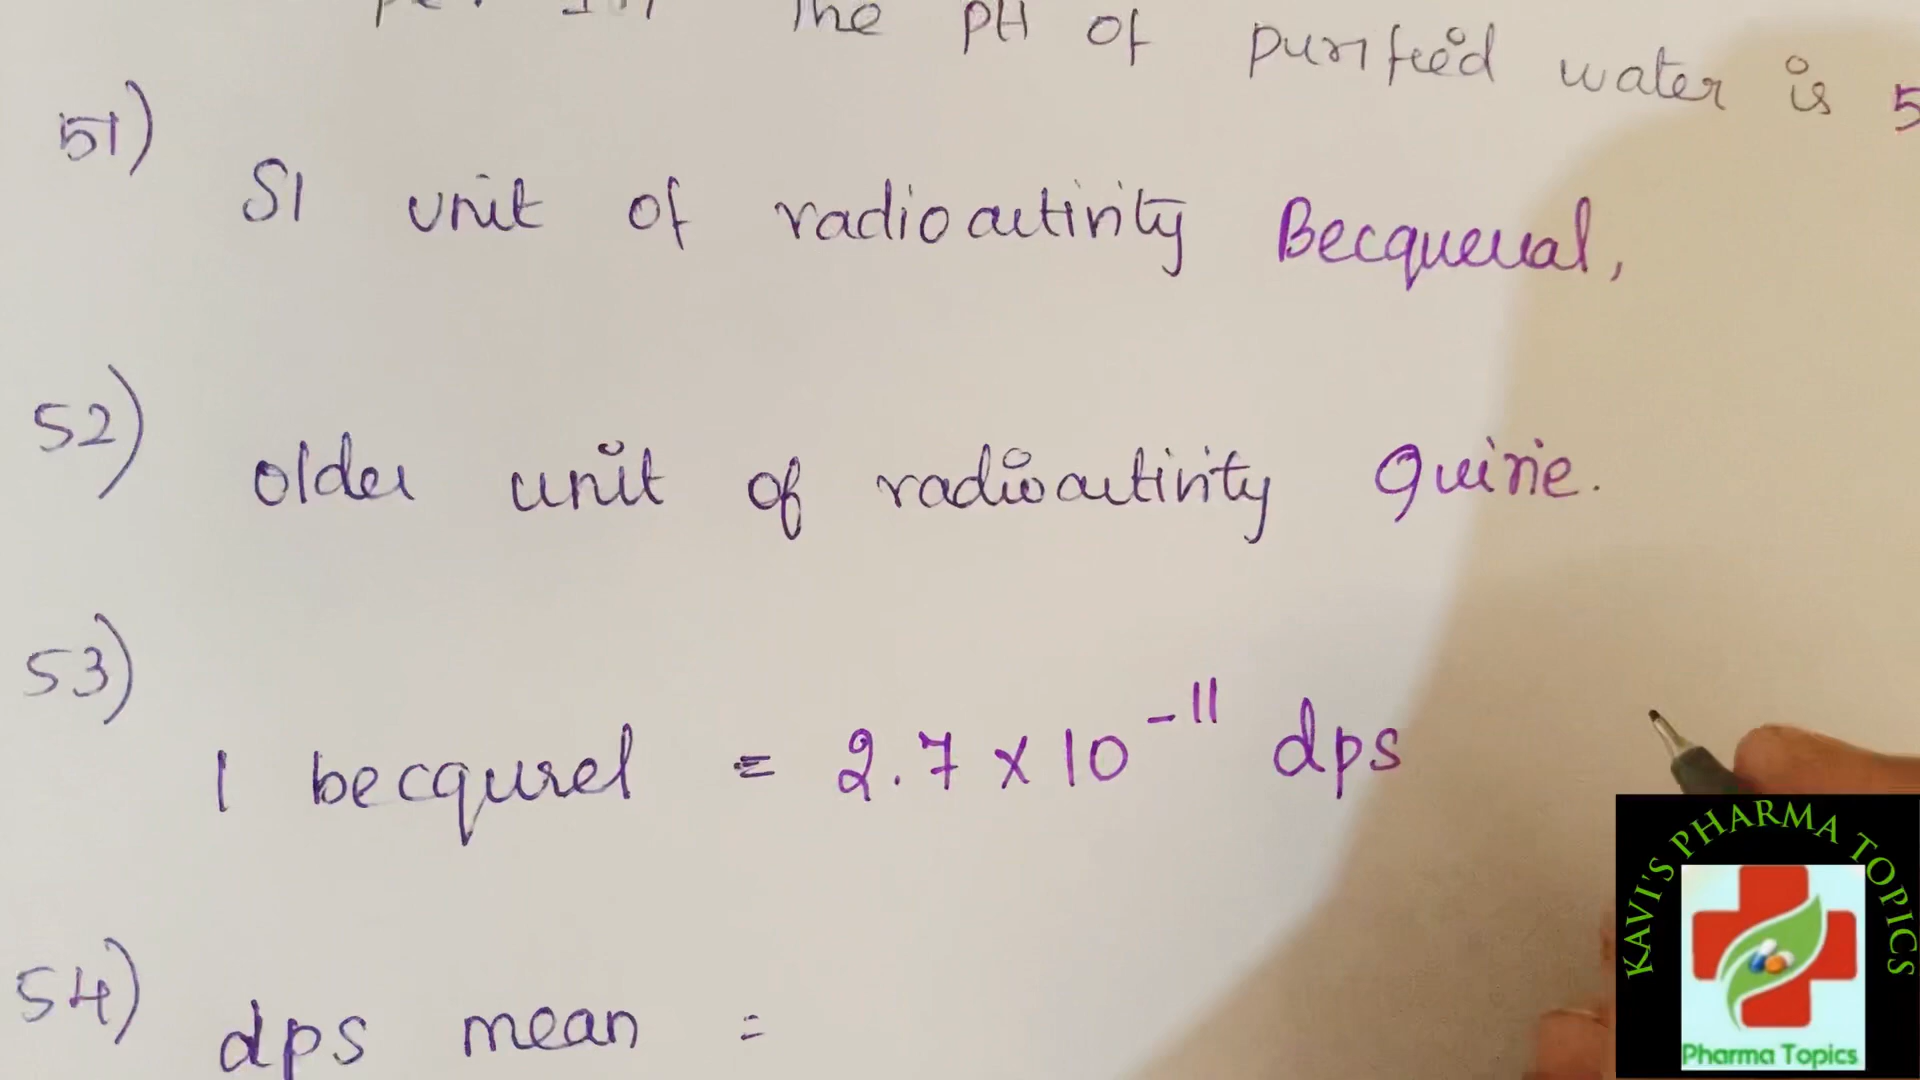 The pH of purified water is 5
51)
SI unit of radioactivity Becquerral,
52)
older unit of radioactivity Quirie.
53)
1 becqurel = 2.7 x 10⁻¹¹ dps
54)
dps mean =
KAVI'S PHARMA TOPICS
Pharma Topics